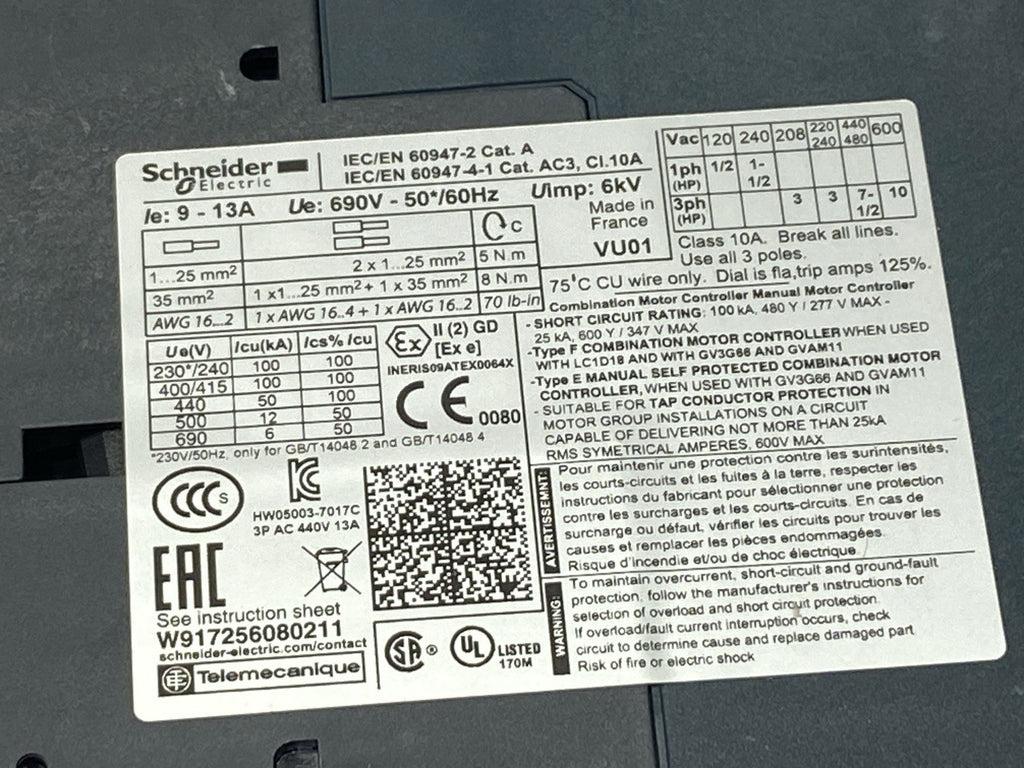 Schneider Electric
IEC/EN 60947-2 Cat. A
IEC/EN 60947-4-1 Cat. AC3, Cl.10A
Ie: 9 - 13A Ue: 690V - 50*/60Hz Uimp: 6kV
Made in
France
VU01
C
1...25 mm² 2 x 1...25 mm² 5 N.m
35 mm² 1 x1...25 mm² + 1 x 35 mm² 8 N.m
AWG 16..2 1 x AWG 16..4 + 1 x AWG 16..2 70 lb-in
Vac 120 240 208 220 240 440 480 600
1ph (HP) 1/2 1-1/2
3ph (HP) 3 3 7-1/2 10
Class 10A. Break all lines.
Use all 3 poles.
75°C CU wire only. Dial is fla,trip amps 125%.
Ue(V) Icu(kA) Ics% Icu
230*/240 100 100
400/415 100 100
440 50 100
500 12 50
690 6 50
*230V/50Hz, only for GB/T14048.2 and GB/T14048.4
Ex II (2) GD
[Ex e]
INERIS09ATEX0064X
CE 0080
Combination Motor Controller Manual Motor Controller
- SHORT CIRCUIT RATING: 100 kA, 480 Y / 277 V MAX -
25 kA, 600 Y / 347 V MAX
-Type F COMBINATION MOTOR CONTROLLER WHEN USED
WITH LC1D18 AND WITH GV3G66 AND GVAM11
-Type E MANUAL SELF PROTECTED COMBINATION MOTOR
CONTROLLER, WHEN USED WITH GV3G66 AND GVAM11
- SUITABLE FOR TAP CONDUCTOR PROTECTION IN
MOTOR GROUP INSTALLATIONS ON A CIRCUIT
CAPABLE OF DELIVERING NOT MORE THAN 25kA
RMS SYMETRICAL AMPERES, 600V MAX
CCC S
KC
HW05003-7017C
3P AC 440V 13A
EAC
See instruction sheet
W917256080211
schneider-electric.com/contact
Telemecanique
SA ®
UL LISTED
170M
AVERTISSEMENT:
Pour maintenir une protection contre les surintensités,
les courts-circuits et les fuites à la terre, respecter les
instructions du fabricant pour sélectionner une protection
contre les surcharges et les courts-circuits. En cas de
surcharge ou défaut, vérifier les circuits pour trouver les
causes et remplacer les pièces endommagées.
Risque d'incendie et/ou de choc électrique
WARNING:
To maintain overcurrent, short-circuit and ground-fault
protection, follow the manufacturer's instructions for
selection of overload and short circuit protection.
If overload/fault current interruption occurs, check
circuit to determine cause and replace damaged part
Risk of fire or electric shock